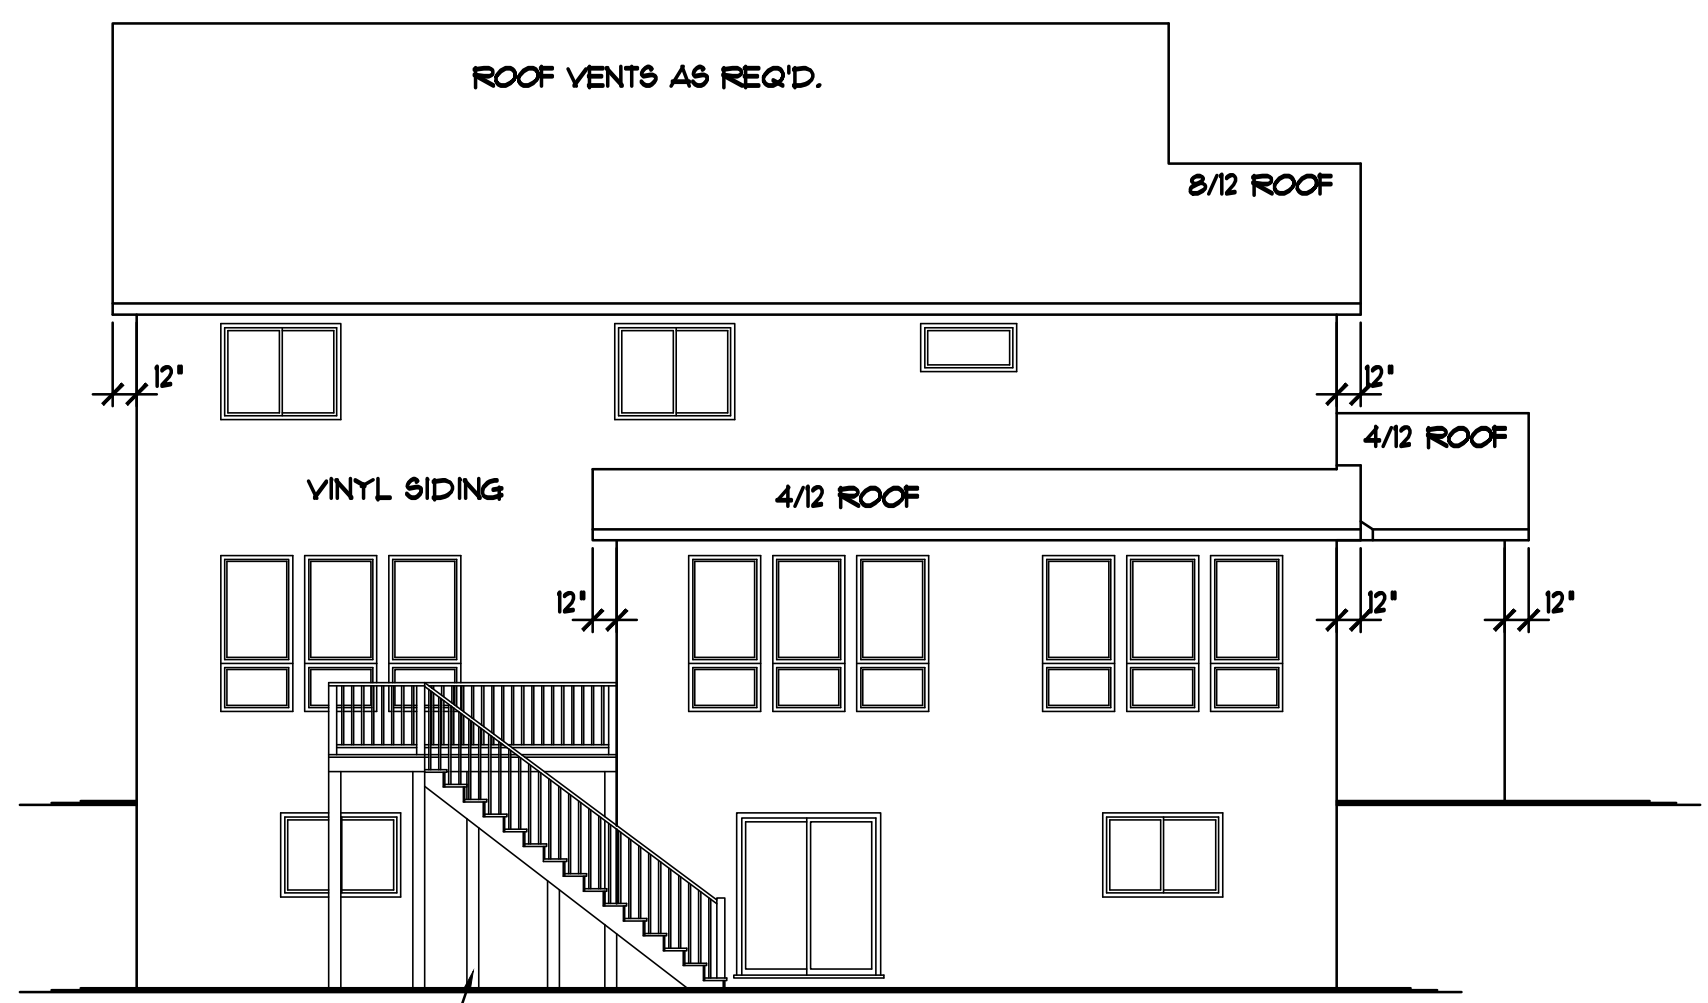 ROOF VENTS AS REQ'D.
8/12 ROOF
12"
12"
4/12 ROOF
VINYL SIDING
4/12 ROOF
12"
12"
12"